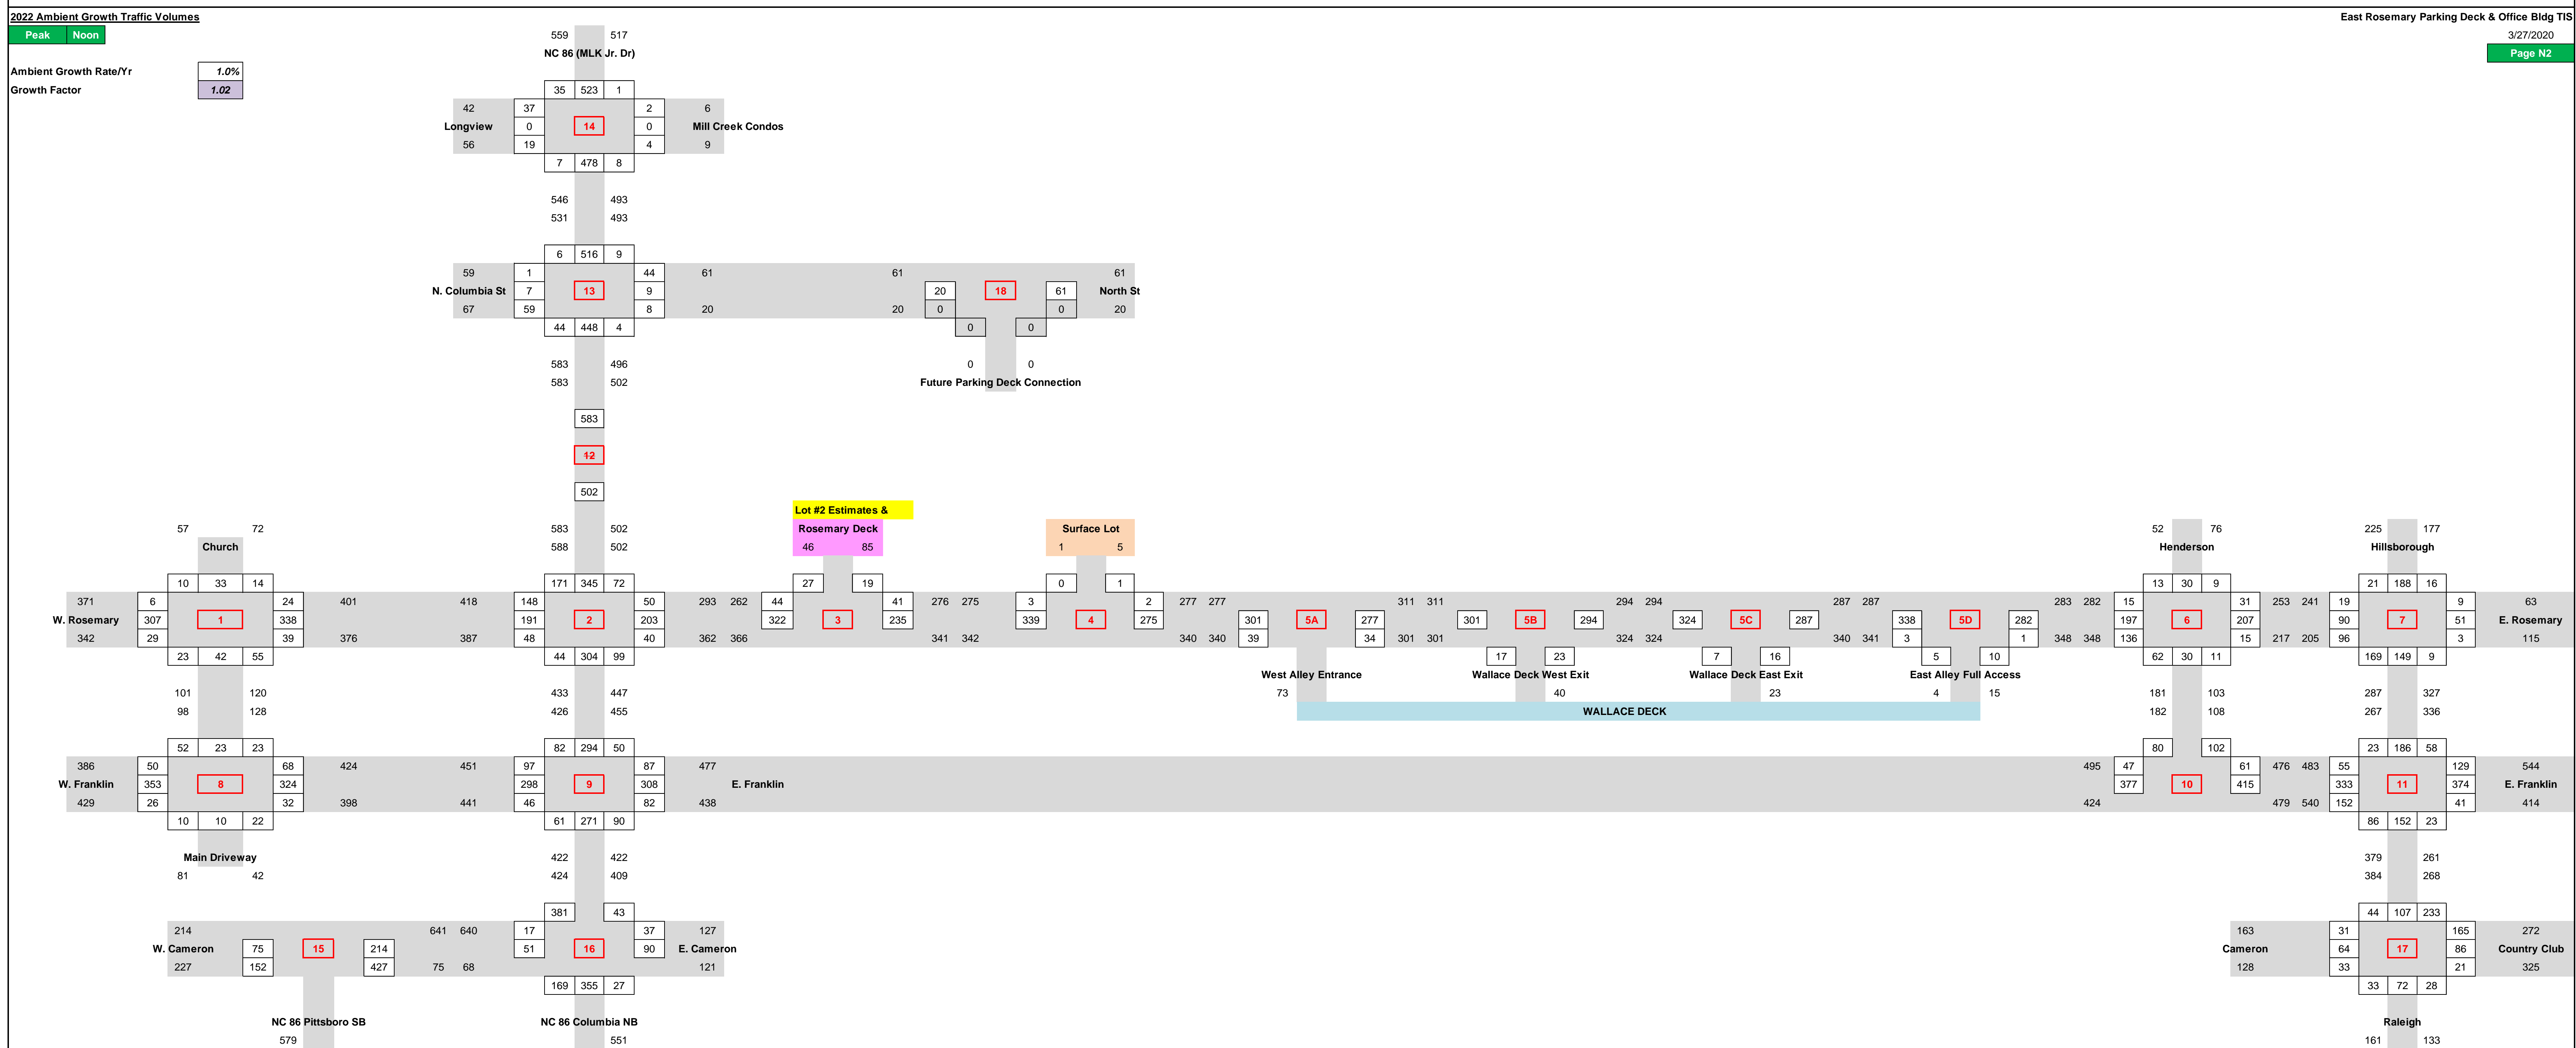 2022 Ambient Growth Traffic Volumes East Rosemary Parking Deck & Office Bldg TIS
Peak Noon 559 517 3/27/2020
NC 86 (MLK Jr. Dr) Page N2
Ambient Growth Rate/Yr 1.0%
Growth Factor 1.02 35 523 1
42 37 2 6
Longview 0 14 0 Mill Creek Condos
56 19 4 9
7 478 8
546 493
531 493
6 516 9
59 1 44 61 61 61
N. Columbia St 7 13 9 20 18 61 North St
67 59 8 20 20 0 0 20
44 448 4 0 0
583 496 0 0
583 502 Future Parking Deck Connection
583
12
502
Lot #2 Estimates &
57 72 583 502 Rosemary Deck Surface Lot 52 76 225 177
Church 588 502 46 85 1 5 Henderson Hillsborough
10 33 14 171 345 72 27 19 0 1 13 30 9 21 188 16
371 6 24 401 418 148 50 293 262 44 41 276 275 3 2 277 277 311 311 294 294 287 287 283 282 15 31 253 241 19 9 63
W. Rosemary 307 1 338 191 2 203 322 3 235 339 4 275 301 5A 277 301 5B 294 324 5C 287 338 5D 282 197 6 207 90 7 51 E. Rosemary
342 29 39 376 387 48 40 362 366 341 342 340 340 39 34 301 301 324 324 340 341 3 1 348 348 136 15 217 205 96 3 115
23 42 55 44 304 99 17 23 7 16 5 10 62 30 11 169 149 9
West Alley Entrance Wallace Deck West Exit Wallace Deck East Exit East Alley Full Access
101 120 433 447 73 40 23 4 15 181 103 287 327
98 128 426 455 WALLACE DECK 182 108 267 336
52 23 23 82 294 50 80 102 23 186 58
386 50 68 424 451 97 87 477 495 47 61 476 483 55 129 544
W. Franklin 353 8 324 298 9 308 E. Franklin 377 10 415 333 11 374 E. Franklin
429 26 32 398 441 46 82 438 424 479 540 152 41 414
10 10 22 61 271 90 86 152 23
Main Driveway 422 422 379 261
81 42 424 409 384 268
381 43 44 107 233
214 641 640 17 37 127 163 31 165 272
W. Cameron 75 15 214 51 16 90 E. Cameron Cameron 64 17 86 Country Club
227 152 427 75 68 121 128 33 21 325
169 355 27 33 72 28
NC 86 Pittsboro SB NC 86 Columbia NB Raleigh
579 551 161 133